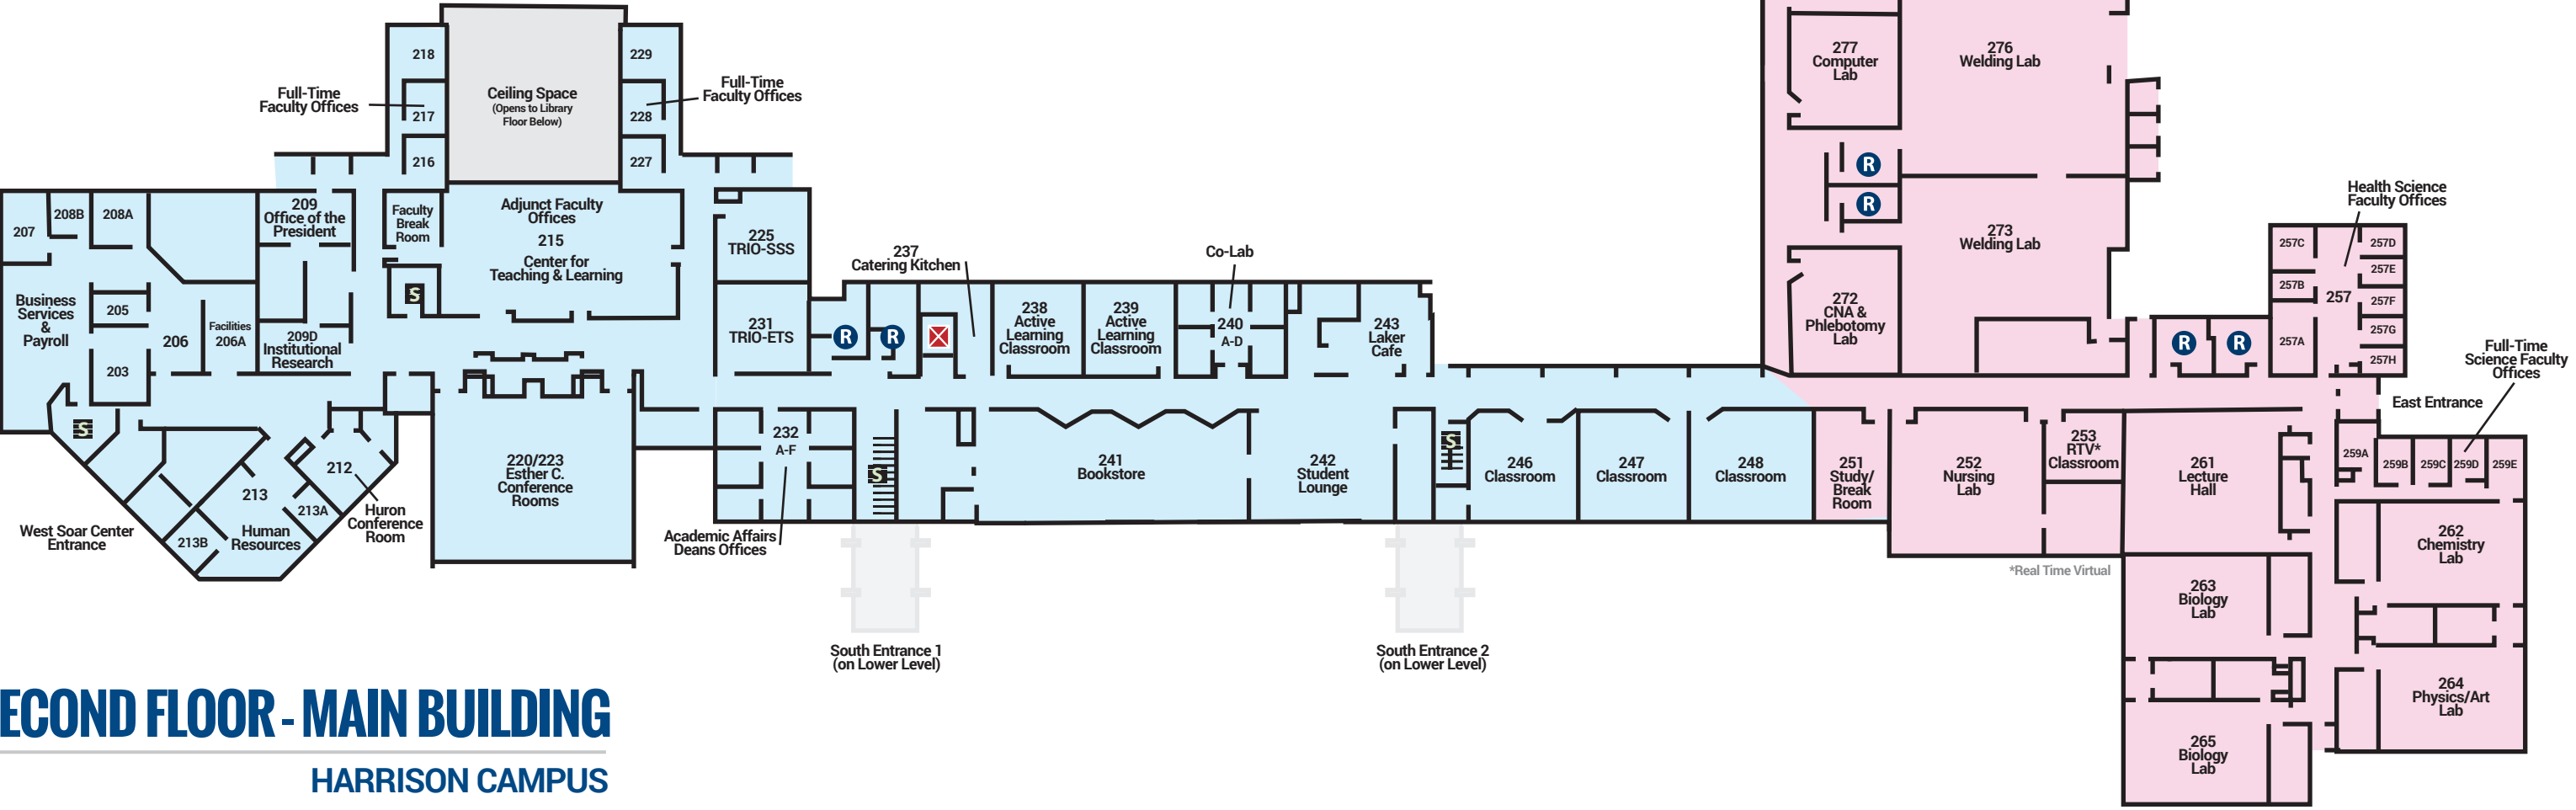 218
217
216
Full-Time
Faculty Offices
Ceiling Space
(Opens to Library
Floor Below)
229
228
227
Full-Time
Faculty Offices
207
208B
208A
209
Office of the
President
Faculty
Break
Room
Adjunct Faculty
Offices
215
Center for
Teaching & Learning
S
225
TRIO-SSS
231
TRIO-ETS
Business
Services
&
Payroll
205
203
206
Facilities
206A
209D
Institutional
Research
S
212
213
213A
213B
Human
Resources
Huron
Conference
Room
West Soar Center
Entrance
220/223
Esther C.
Conference
Rooms
232
A-F
Academic Affairs
Deans Offices
S
R
R
237
Catering Kitchen
238
Active
Learning
Classroom
239
Active
Learning
Classroom
Co-Lab
240
A-D
243
Laker
Cafe
241
Bookstore
242
Student
Lounge
S
246
Classroom
247
Classroom
248
Classroom
251
Study/
Break
Room
252
Nursing
Lab
253
RTV*
Classroom
*Real Time Virtual
261
Lecture
Hall
277
Computer
Lab
276
Welding Lab
R
R
273
Welding Lab
272
CNA &
Phlebotomy
Lab
R
R
Health Science
Faculty Offices
257C
257D
257E
257B
257
257F
257G
257A
257H
Full-Time
Science Faculty
Offices
East Entrance
259A
259B
259C
259D
259E
262
Chemistry
Lab
263
Biology
Lab
264
Physics/Art
Lab
265
Biology
Lab
South Entrance 1
(on Lower Level)
South Entrance 2
(on Lower Level)
ECOND FLOOR - MAIN BUILDING
HARRISON CAMPUS